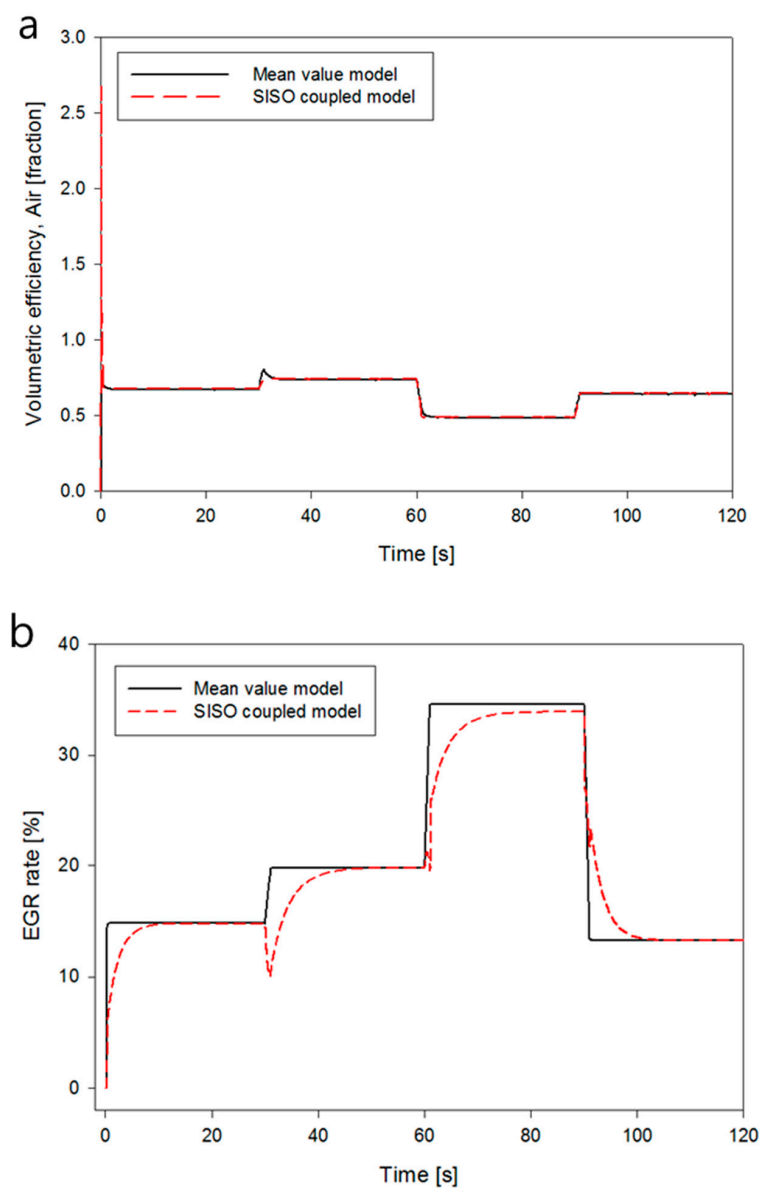 a
3.0
2.5
2.0
1.5
1.0
0.5
0.0
Volumetric efficiency, Air [fraction]
Mean value model
SISO coupled model
0 20 40 60 80 100 120
Time [s]
b
40
30
20
10
0
EGR rate [%]
Mean value model
SISO coupled model
0 20 40 60 80 100 120
Time [s]